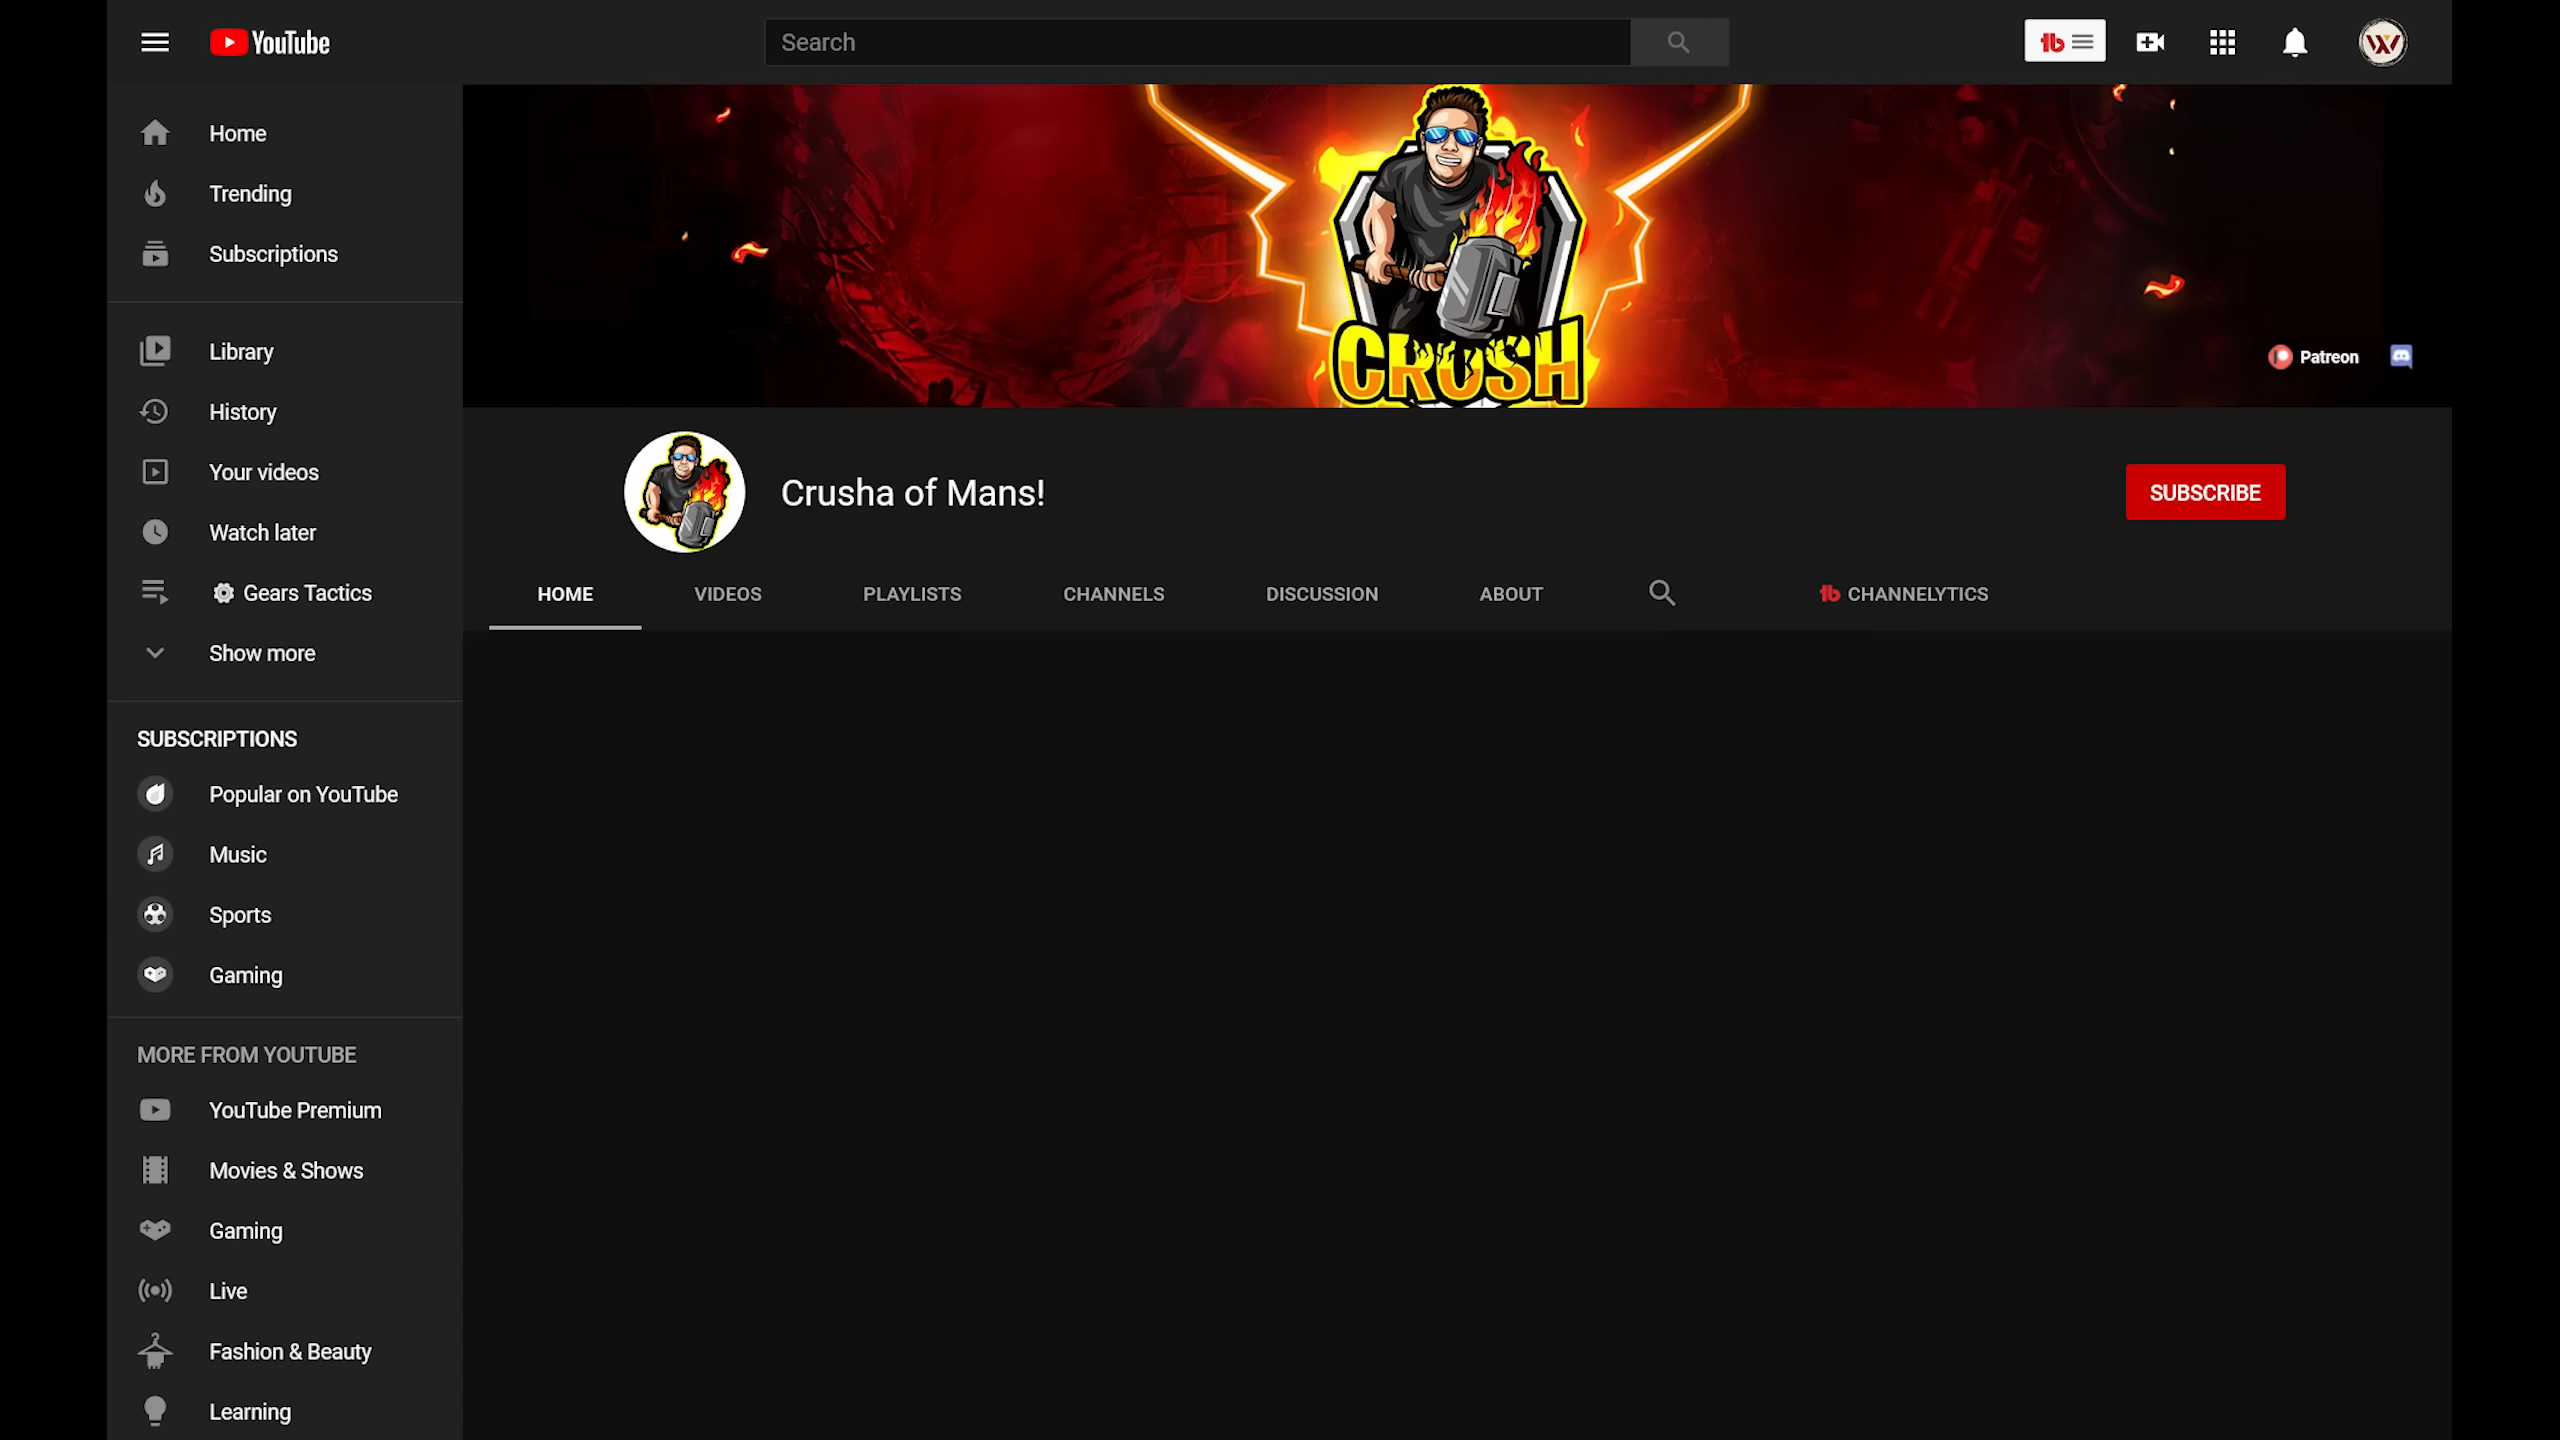 YouTube
Search
Home
Trending
Subscriptions
Library
History
Your videos
Watch later
Gears Tactics
Show more
SUBSCRIPTIONS
Popular on YouTube
Music
Sports
Gaming
MORE FROM YOUTUBE
YouTube Premium
Movies & Shows
Gaming
Live
Fashion & Beauty
Learning
CRUSH
Patreon
Crusha of Mans!
SUBSCRIBE
HOME VIDEOS PLAYLISTS CHANNELS DISCUSSION ABOUT tb CHANNELYTICS